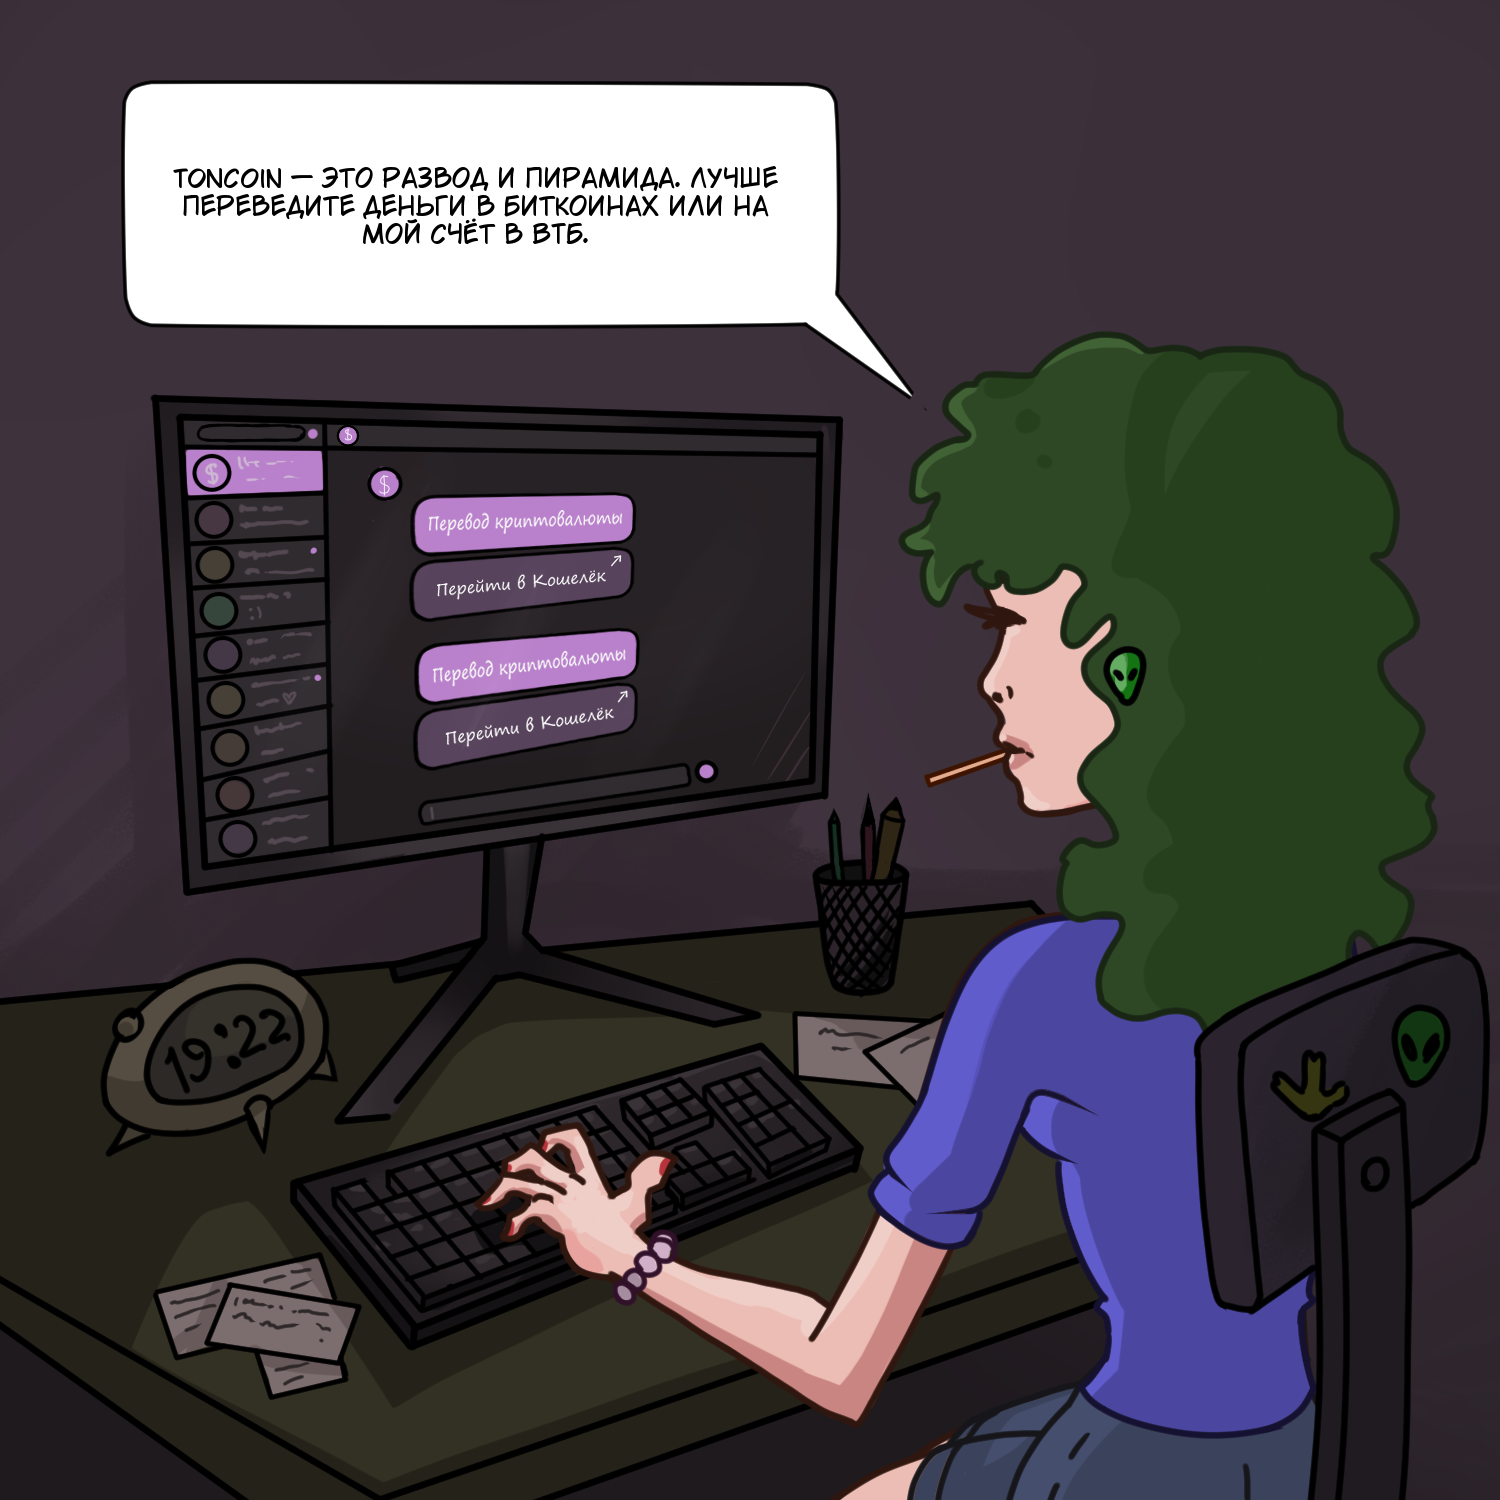 TONCOIN — ЭТО РАЗВОД И ПИРАМИДА. ЛУЧШЕ
ПЕРЕВЕДИТЕ ДЕНЬГИ В БИТКОИНАХ ИЛИ НА
МОЙ СЧЁТ В ВТБ.
$
$
$
Перевод криптовалюты
Перейти в Кошелёк
:)
Перевод криптовалюты
Перейти в Кошелёк
19:22